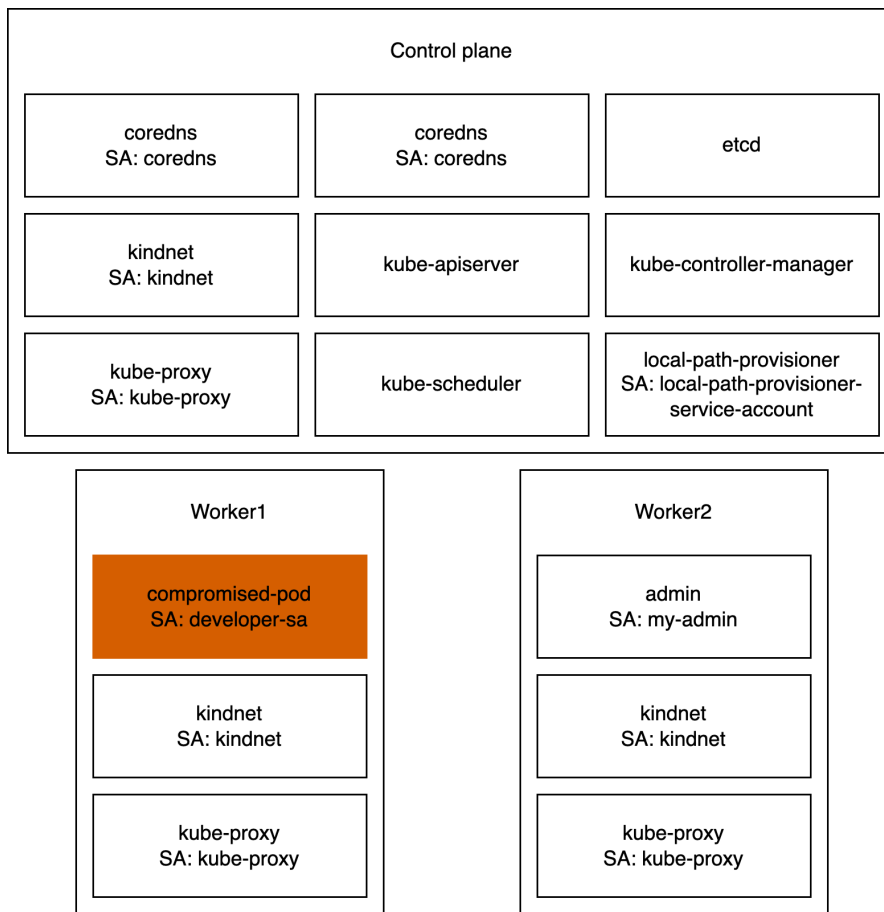 Control plane
coredns
SA: coredns
coredns
SA: coredns
etcd
kindnet
SA: kindnet
kube-apiserver
kube-controller-manager
kube-proxy
SA: kube-proxy
kube-scheduler
local-path-provisioner
SA: local-path-provisioner-
service-account
Worker1
compromised-pod
SA: developer-sa
kindnet
SA: kindnet
kube-proxy
SA: kube-proxy
Worker2
admin
SA: my-admin
kindnet
SA: kindnet
kube-proxy
SA: kube-proxy